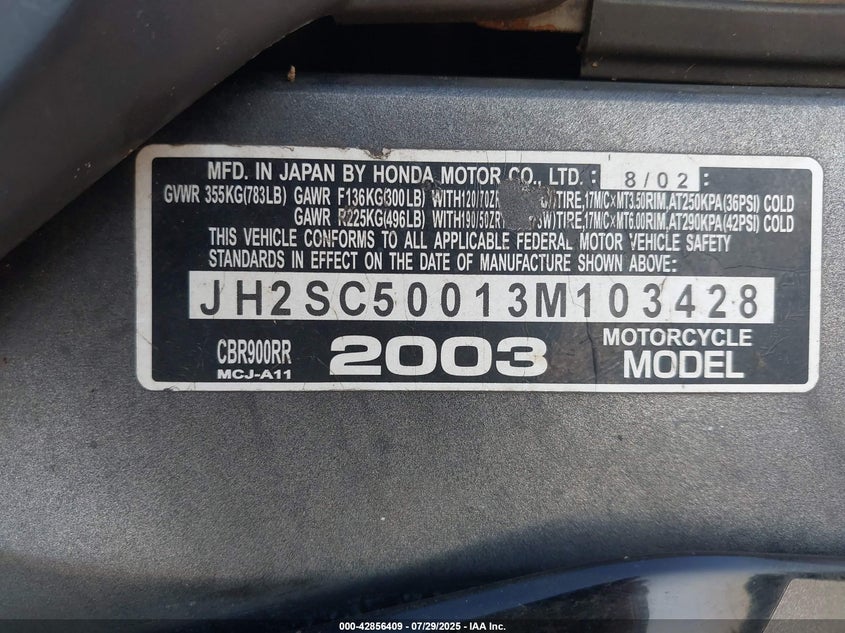 MFD. IN JAPAN BY HONDA MOTOR CO., LTD.: 8/02 :
GVWR 355KG(783LB) GAWR F136KG(300LB) WITH120/70ZR TIRE,17M/C×MT3.50RIM,AT250KPA(36PSI) COLD
GAWR R225KG(496LB) WITH190/50ZR TIRE,17M/C×MT6.00RIM,AT290KPA(42PSI) COLD
THIS VEHICLE CONFORMS TO ALL APPLICABLE FEDERAL MOTOR VEHICLE SAFETY
STANDARDS IN EFFECT ON THE DATE OF MANUFACTURE SHOWN ABOVE:
JH2SC50013M103428
CBR900RR 2003 MOTORCYCLE
MCJ-A11 MODEL
000-42856409 - 07/29/2025 - IAA Inc.